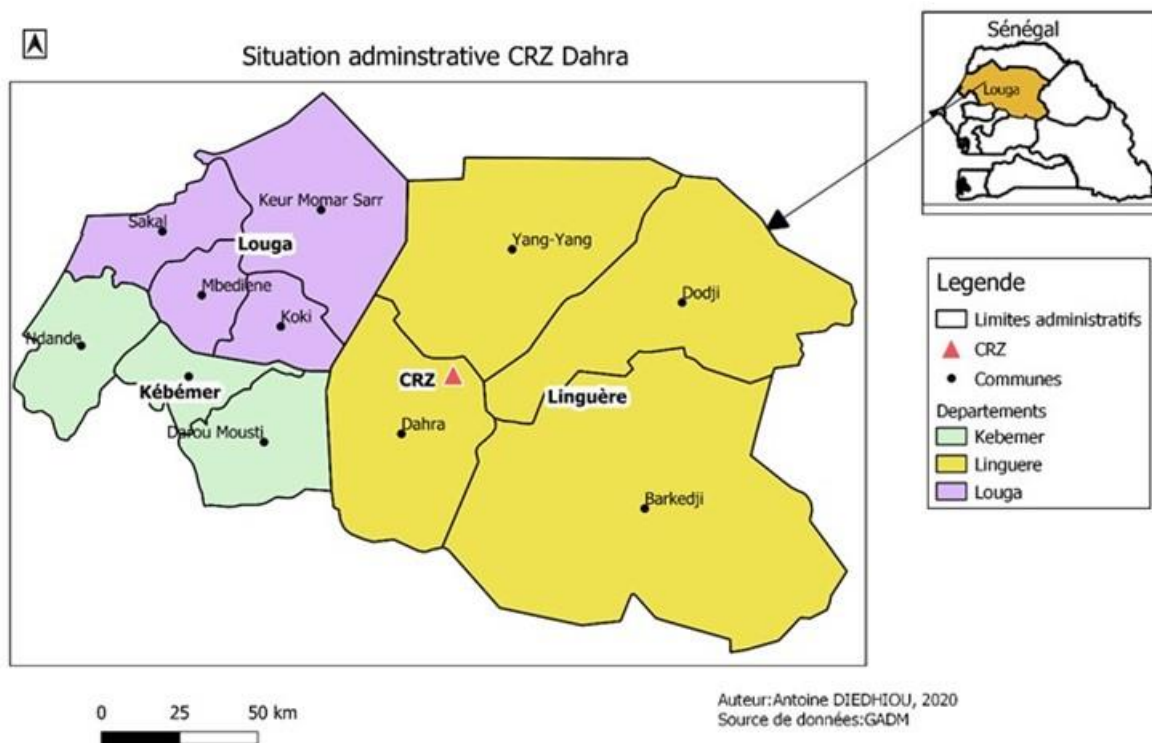 Situation adminstrative CRZ Dahra
Sénégal
Louga
Keur Momar Sarr
Sakal
Louga
Yang-Yang
Mbediene
Dodji
Koki
Ndande
CRZ
Kébémer
Linguère
Dahra
Darou Mousti
Barkedji
Legende
Limites administratifs
CRZ
Communes
Departements
Kebemer
Linguere
Louga
0 25 50 km
Auteur:Antoine DIEDHIOU, 2020
Source de données:GADM